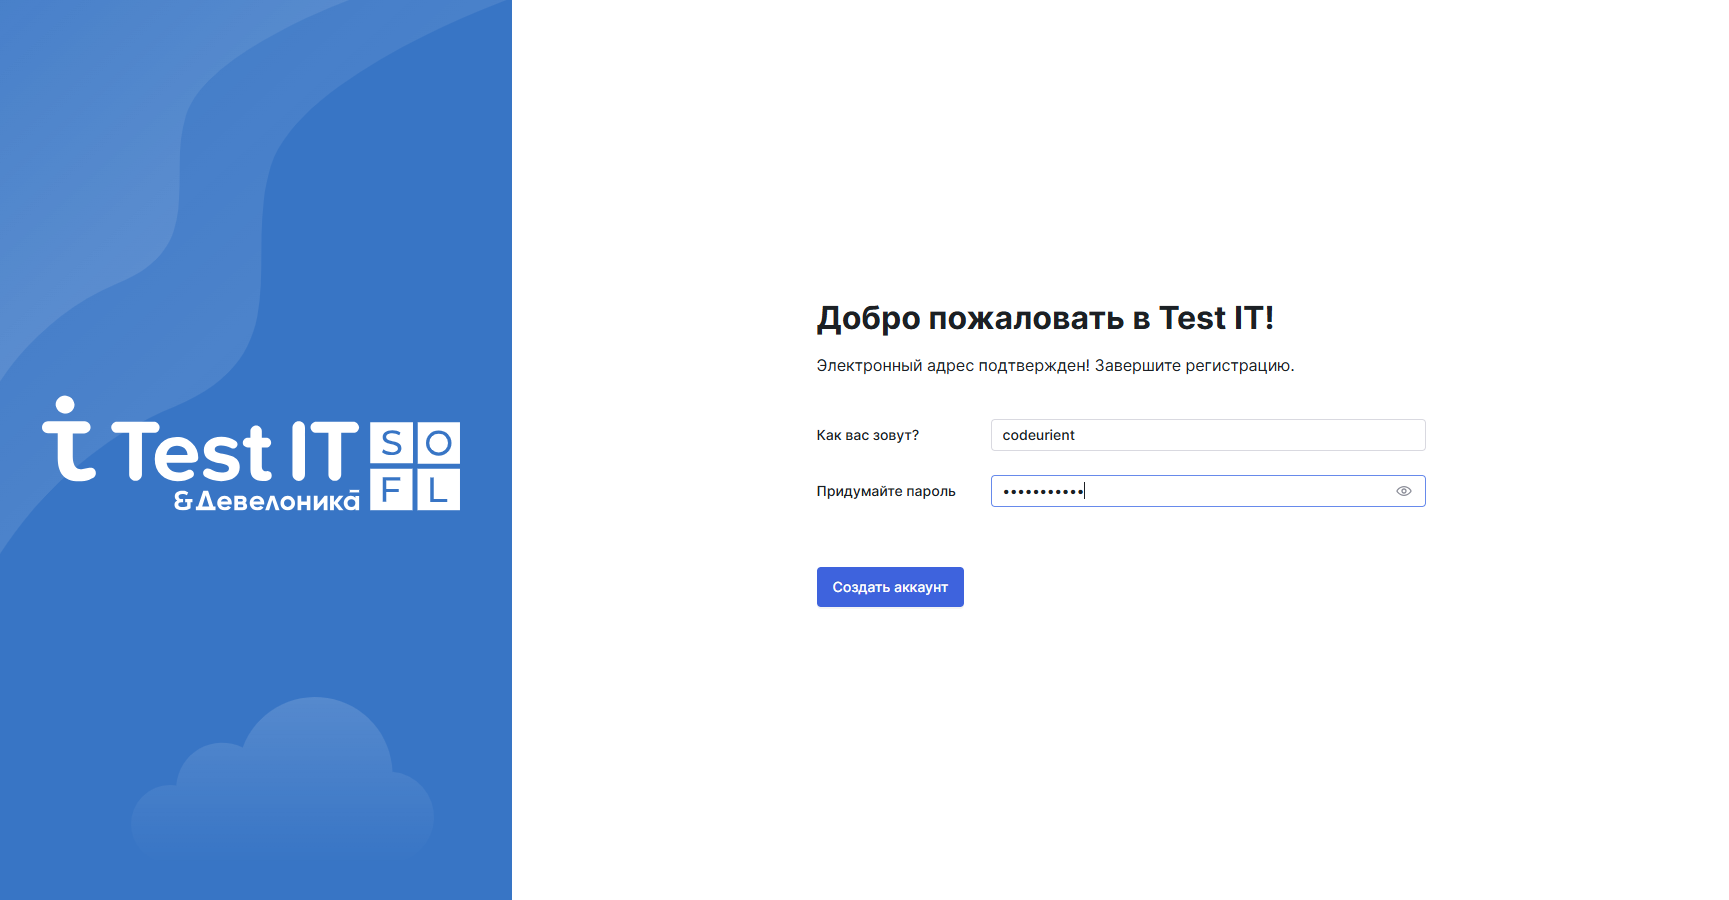 Test IT
&Девелоника
S O
F L
Добро пожаловать в Test IT!
Электронный адрес подтвержден! Завершите регистрацию.
Как вас зовут?
codeurient
Придумайте пароль
•••••••••••
Создать аккаунт